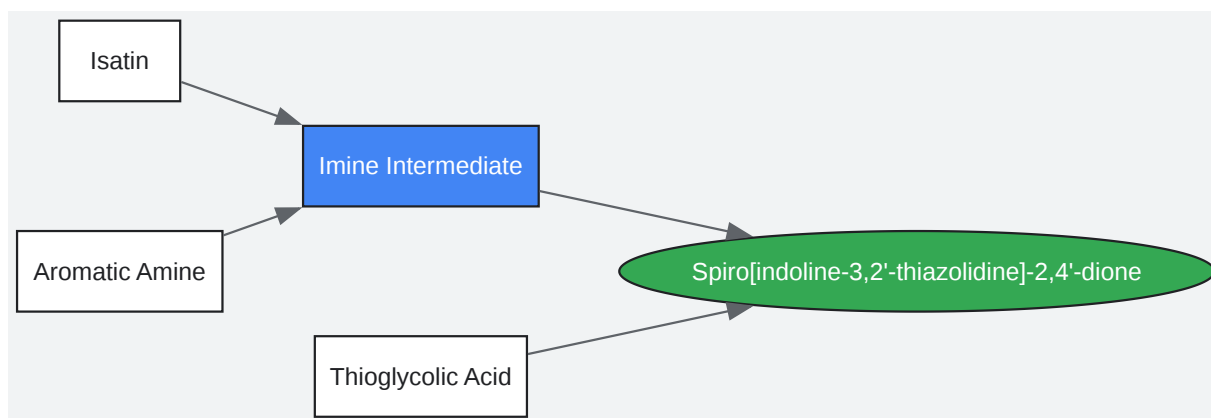 Isatin
Imine Intermediate
Aromatic Amine
Spiro[indoline-3,2'-thiazolidine]-2,4'-dione
Thioglycolic Acid